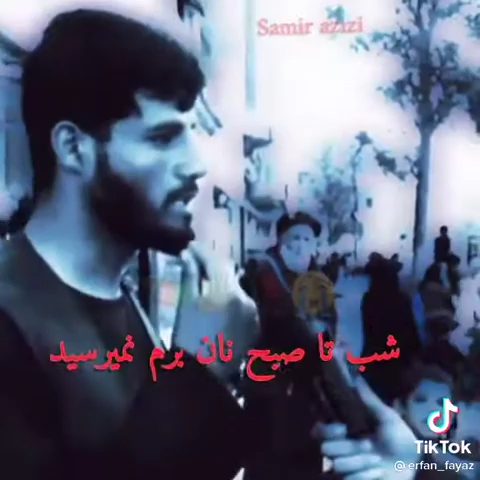 Samir azizi
شب تا صبح نان برم نمیرسید
TikTok
@erfan_fayaz